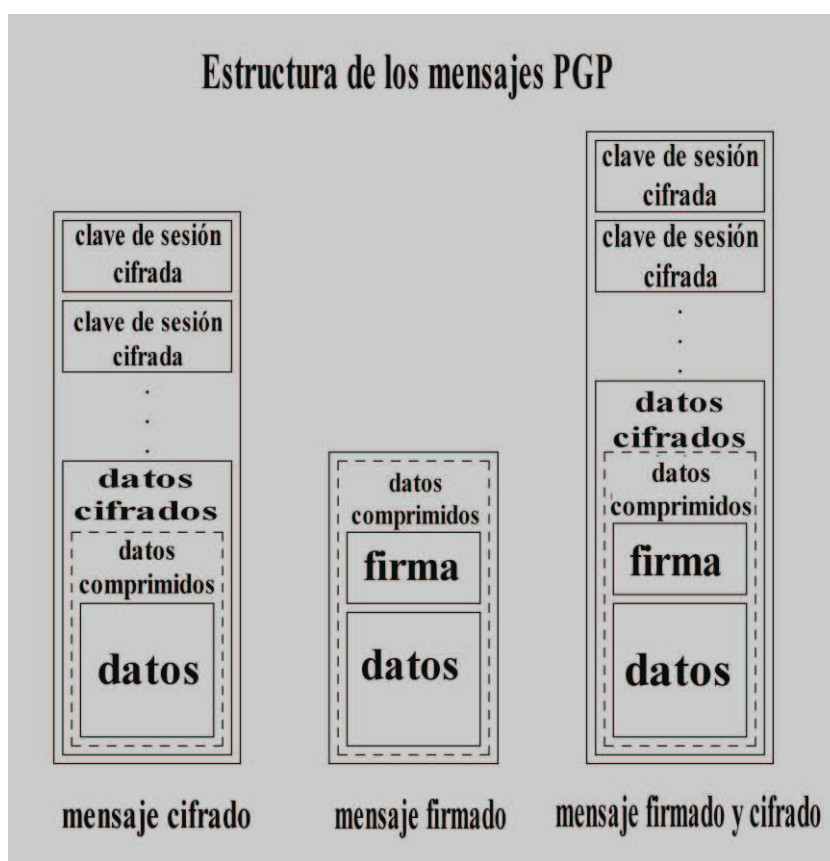 Estructura de los mensajes PGP
clave de sesión
cifrada
clave de sesión
cifrada
.
.
.
datos
cifrados
datos
comprimidos
datos
mensaje cifrado
datos
comprimidos
firma
datos
mensaje firmado
clave de sesión
cifrada
clave de sesión
cifrada
.
.
.
datos
cifrados
datos
comprimidos
firma
datos
mensaje firmado y cifrado